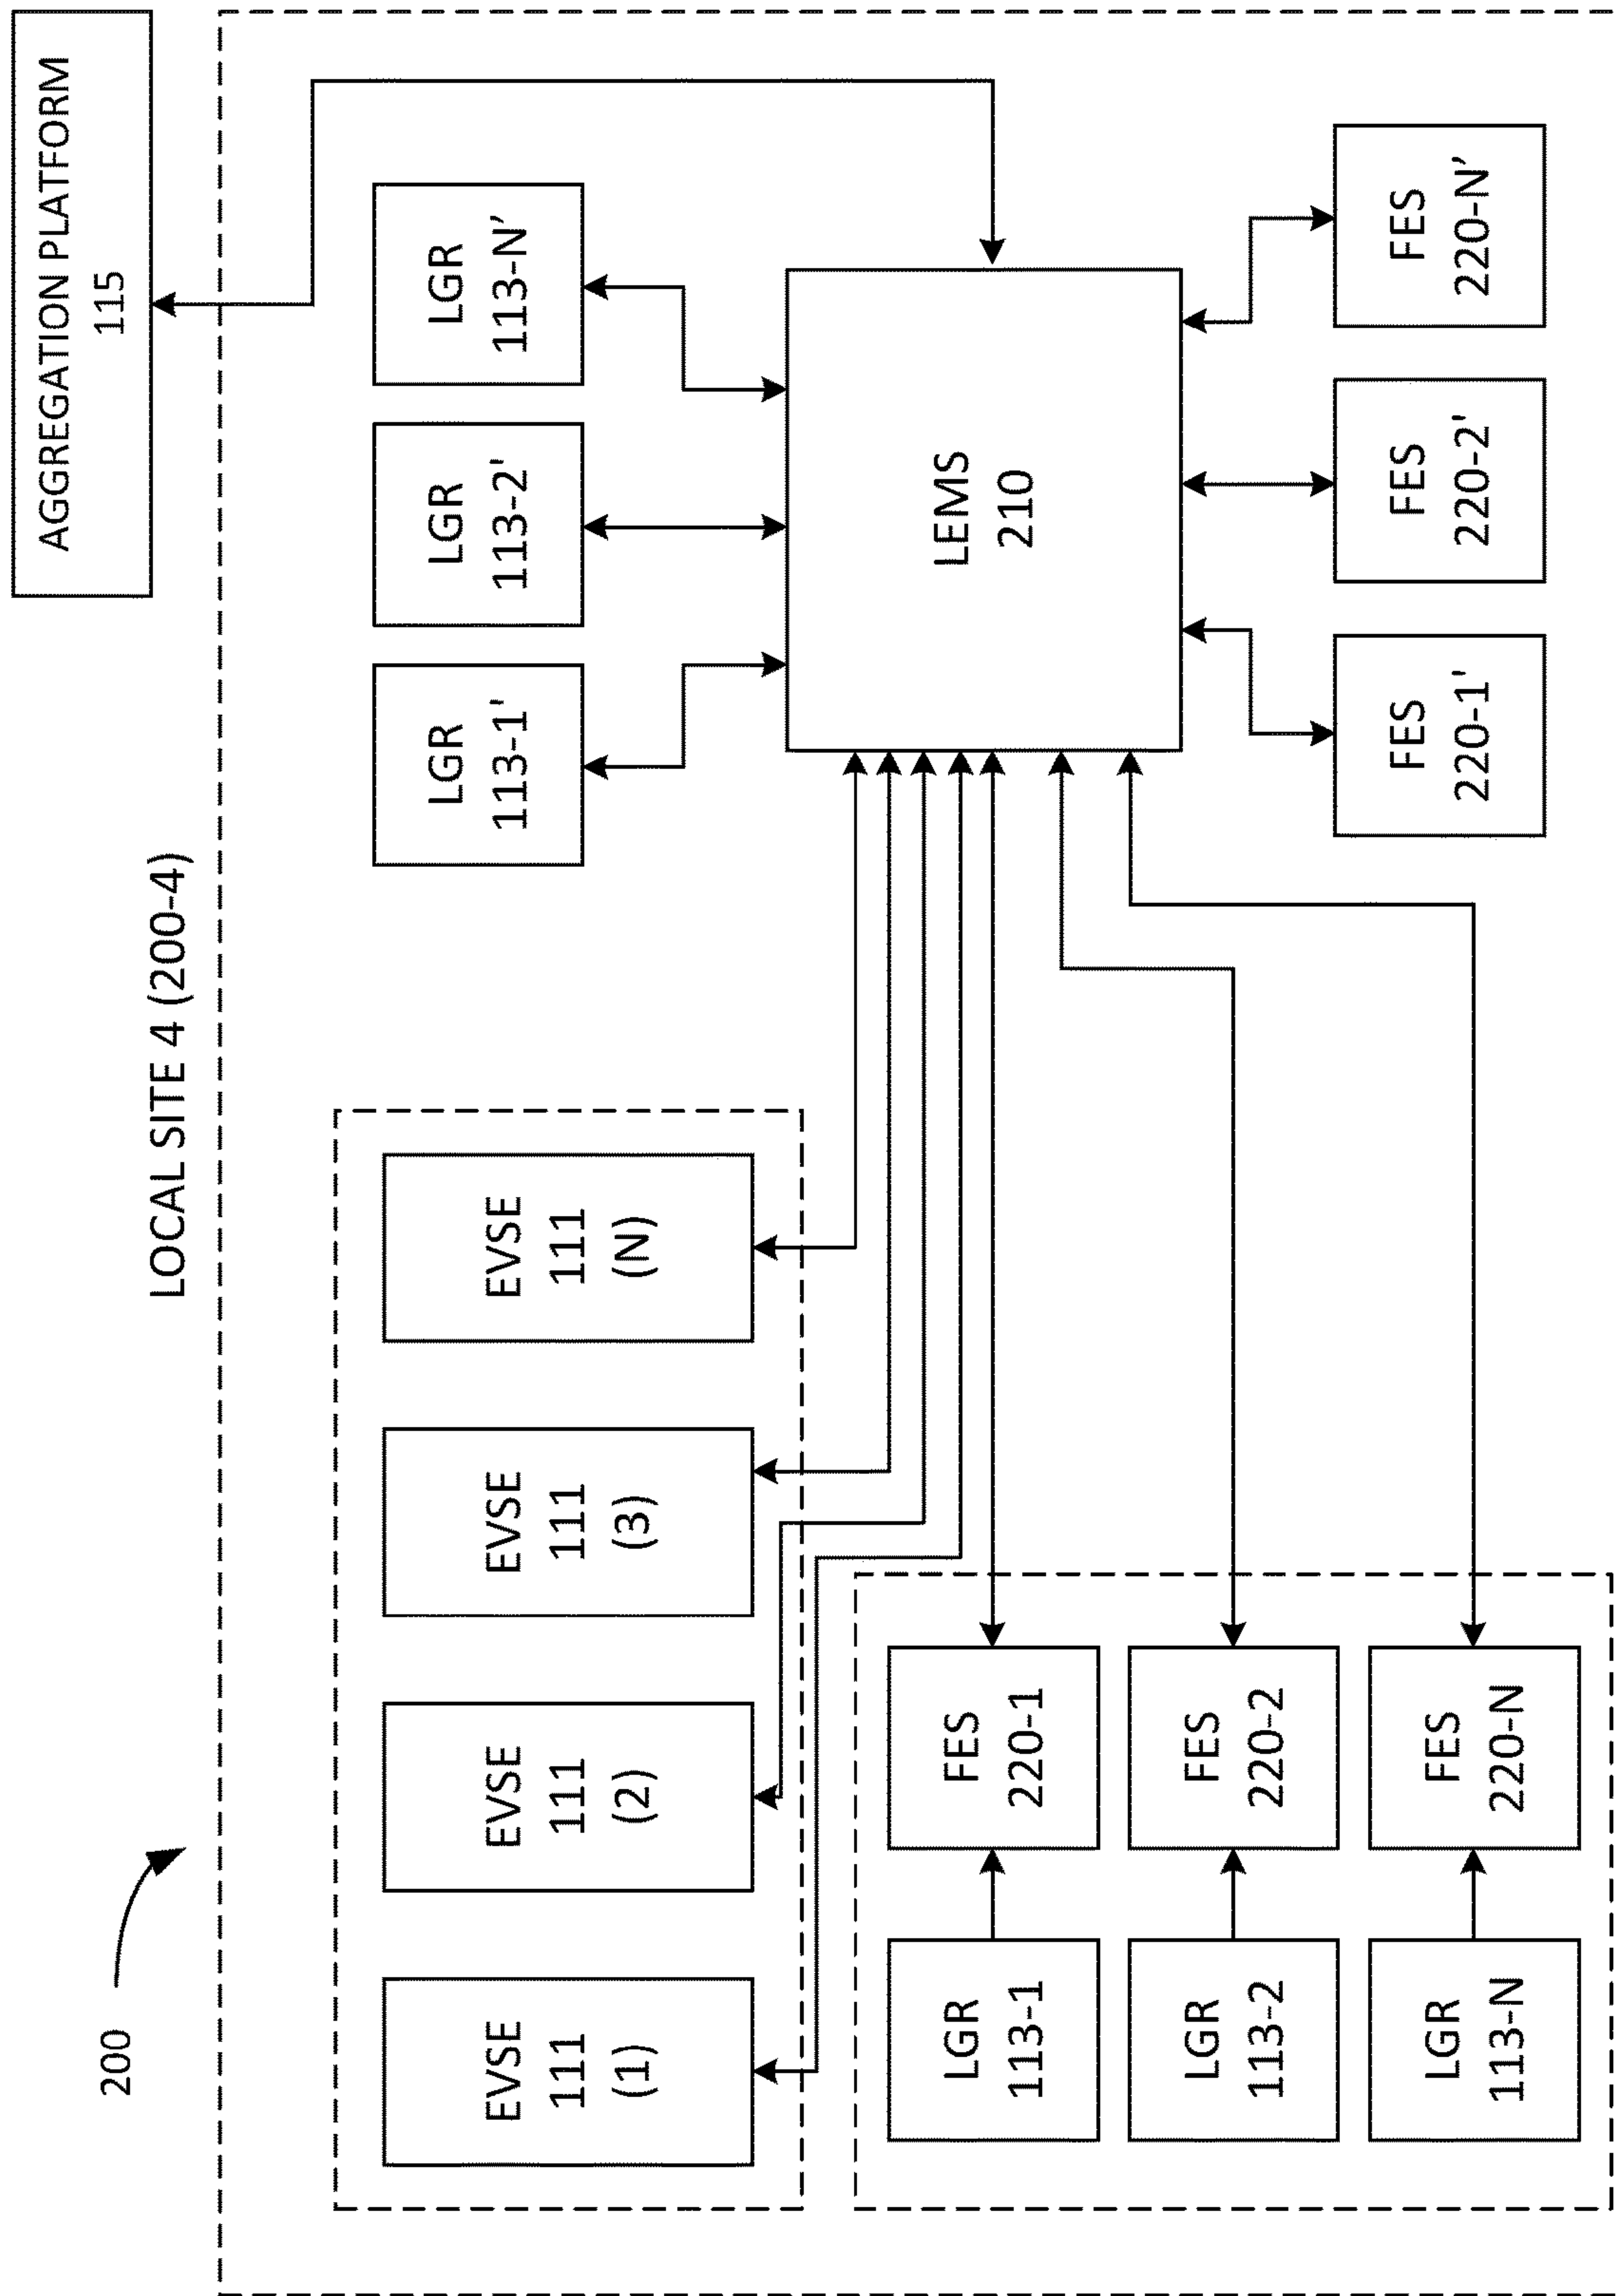 200
LOCAL SITE 4 (200-4)
AGGREGATION PLATFORM
115
EVSE
111
(1)
EVSE
111
(2)
EVSE
111
(3)
EVSE
111
(N)
LGR
113-1'
LGR
113-2'
LGR
113-N’
LEMS
210
LGR
113-1
FES
220-1
LGR
113-2
FES
220-2
LGR
113-N
FES
220-N
FES
220-1'
FES
220-2'
FES
220-N’